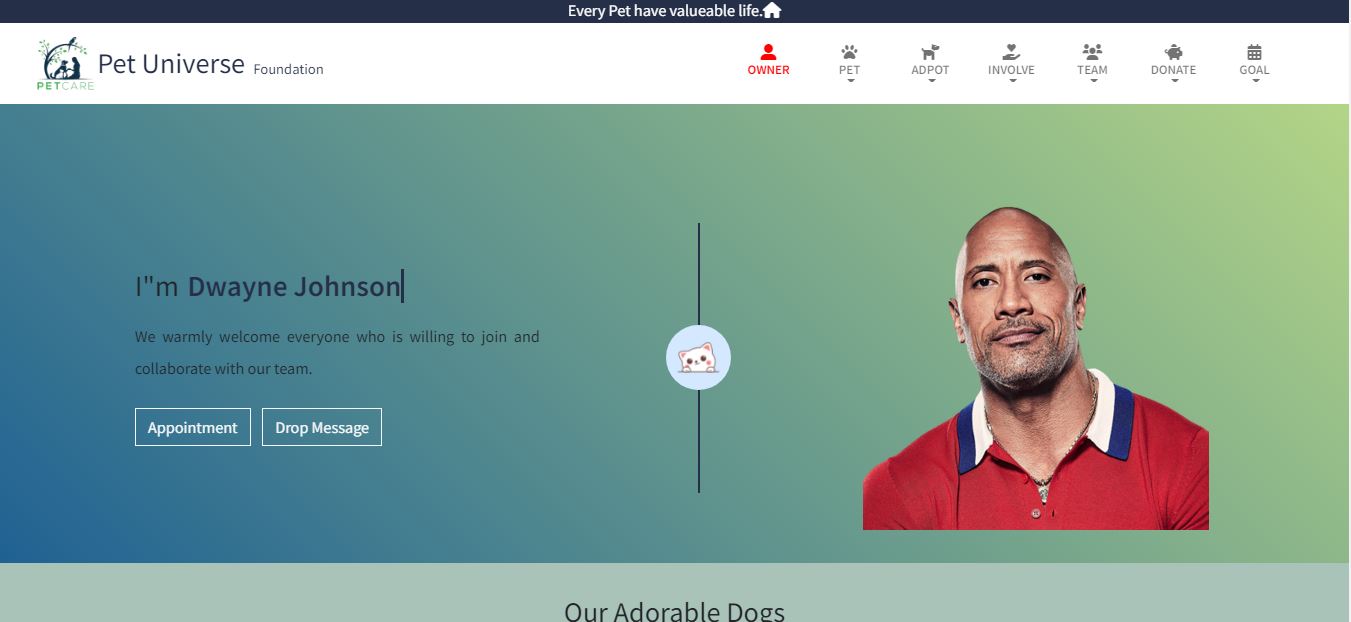 Every Pet have valueable life.
PETCARE
Pet Universe Foundation
OWNER
PET
ADPOT
INVOLVE
TEAM
DONATE
GOAL
I"m Dwayne Johnson
We warmly welcome everyone who is willing to join and
collaborate with our team.
Appointment Drop Message
Our Adorable Dogs